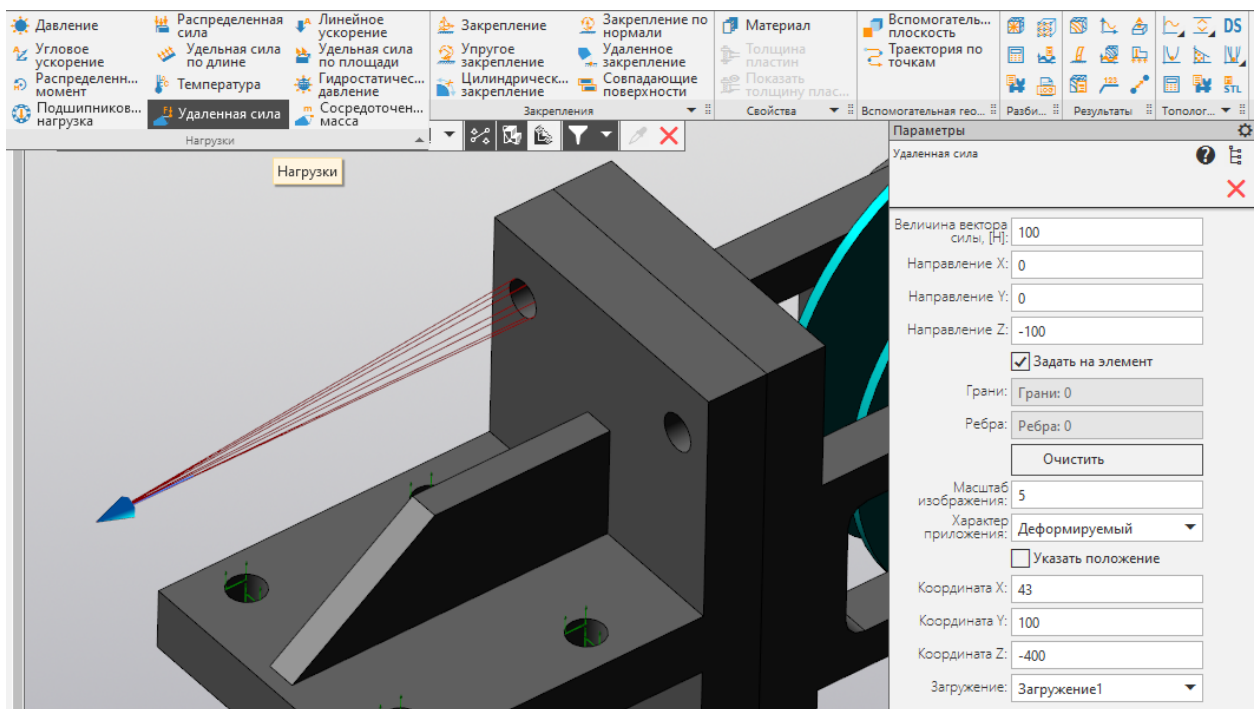 Давление
Распределенная
сила
Линейное
ускорение
Закрепление
Закрепление по
нормали
Материал
Вспомогатель...
плоскость
DS
Угловое
ускорение
Удельная сила
по длине
Удельная сила
по площади
Упругое
закрепление
Удаленное
закрепление
Толщина
пластин
Траектория по
точкам
Распределенн...
момент
Температура
Гидростатичес...
давление
Цилиндрическ...
закрепление
Совпадающие
поверхности
Показать
толщину плас...
123
STL
Подшипников...
нагрузка
Удаленная сила
Сосредоточен...
масса
Закрепления
Свойства
Вспомогательная гео...
Разби...
Результаты
Тополог...
Нагрузки
Нагрузки
Параметры
Удаленная сила
Величина вектора
силы, [Н]: 100
Направление X: 0
Направление Y: 0
Направление Z: -100
Задать на элемент
Грани: Грани: 0
Ребра: Ребра: 0
Очистить
Масштаб
изображения: 5
Характер
приложения: Деформируемый
Указать положение
Координата X: 43
Координата Y: 100
Координата Z: -400
Загружение: Загружение1